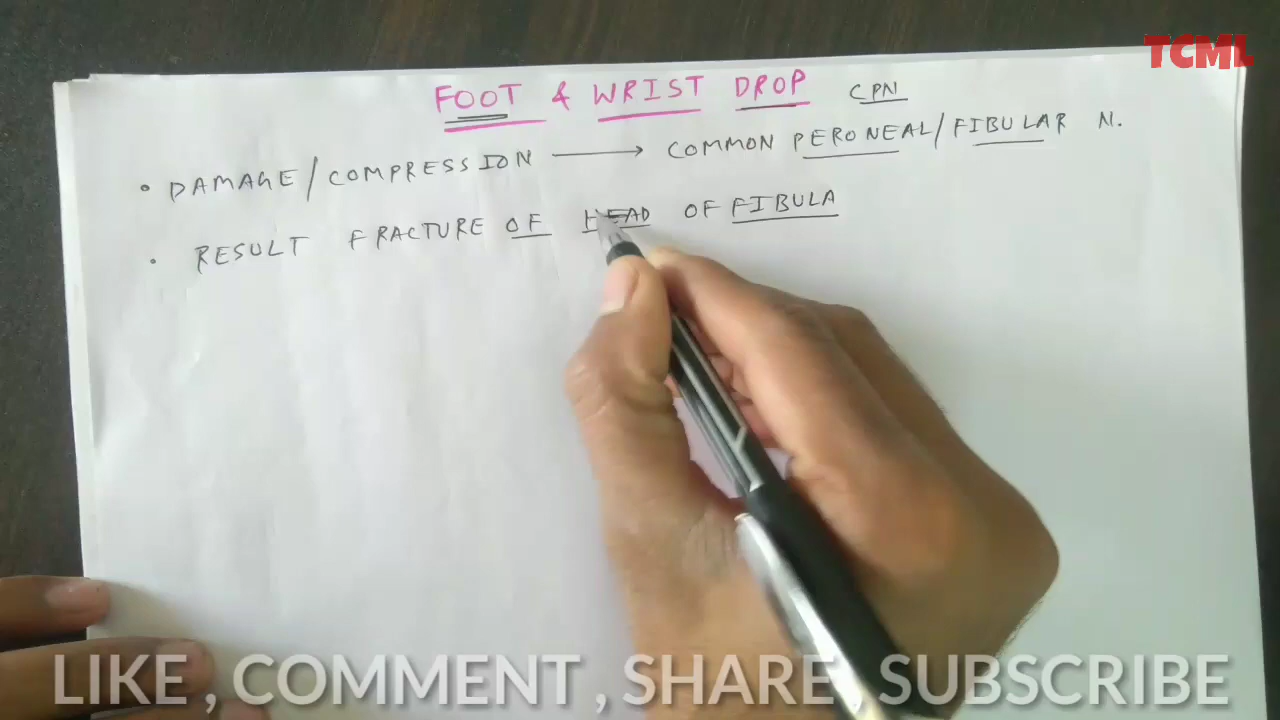 TCML
FOOT & WRIST DROP CPN
• DAMAGE/COMPRESSION → COMMON PERONEAL/FIBULAR N.
• RESULT FRACTURE OF HEAD OF FIBULA
LIKE , COMMENT , SHARE , SUBSCRIBE